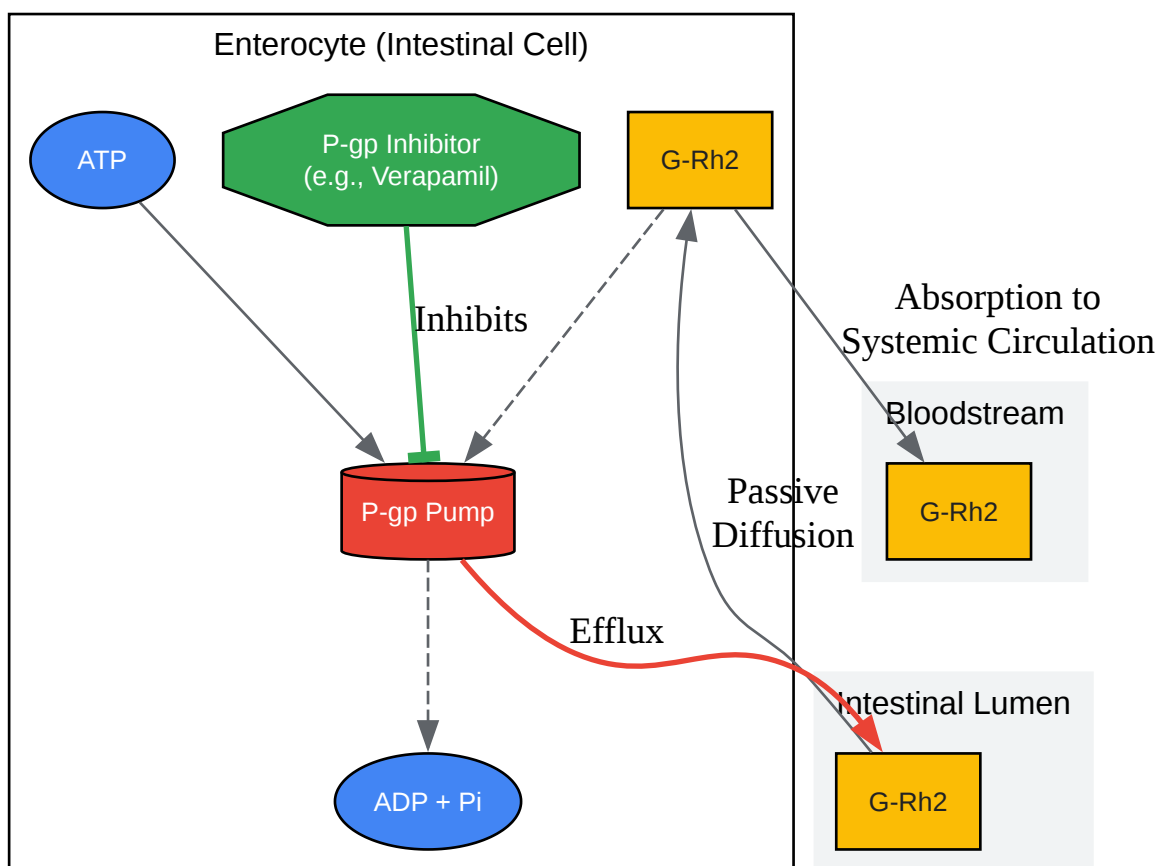 Enterocyte (Intestinal Cell)
ATP
P-gp Inhibitor
(e.g., Verapamil)
G-Rh2
Inhibits
Absorption to
Systemic Circulation
Bloodstream
P-gp Pump
Passive
Diffusion
G-Rh2
Efflux
Intestinal Lumen
ADP + Pi
G-Rh2